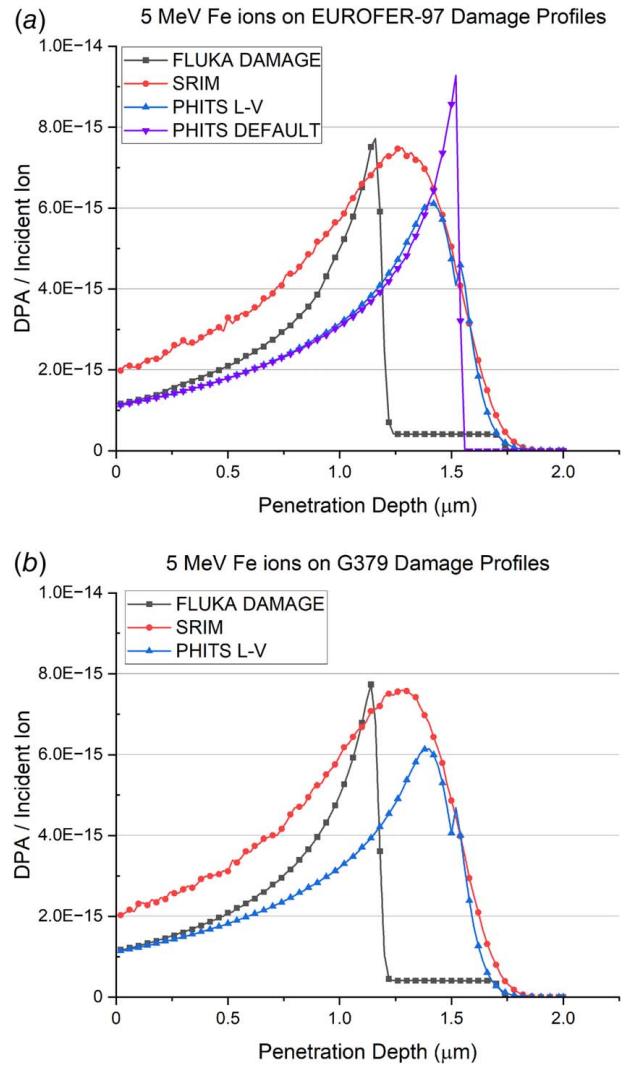 (a)
5 MeV Fe ions on EUROFER-97 Damage Profiles
1.0E−14
FLUKA DAMAGE
SRIM
PHITS L-V
PHITS DEFAULT
8.0E−15
6.0E−15
4.0E−15
2.0E−15
0
DPA / Incident Ion
0
0.5
1.0
1.5
2.0
Penetration Depth (μm)
(b)
5 MeV Fe ions on G379 Damage Profiles
1.0E−14
FLUKA DAMAGE
SRIM
PHITS L-V
8.0E−15
6.0E−15
4.0E−15
2.0E−15
0
DPA / Incident Ion
0
0.5
1.0
1.5
2.0
Penetration Depth (μm)